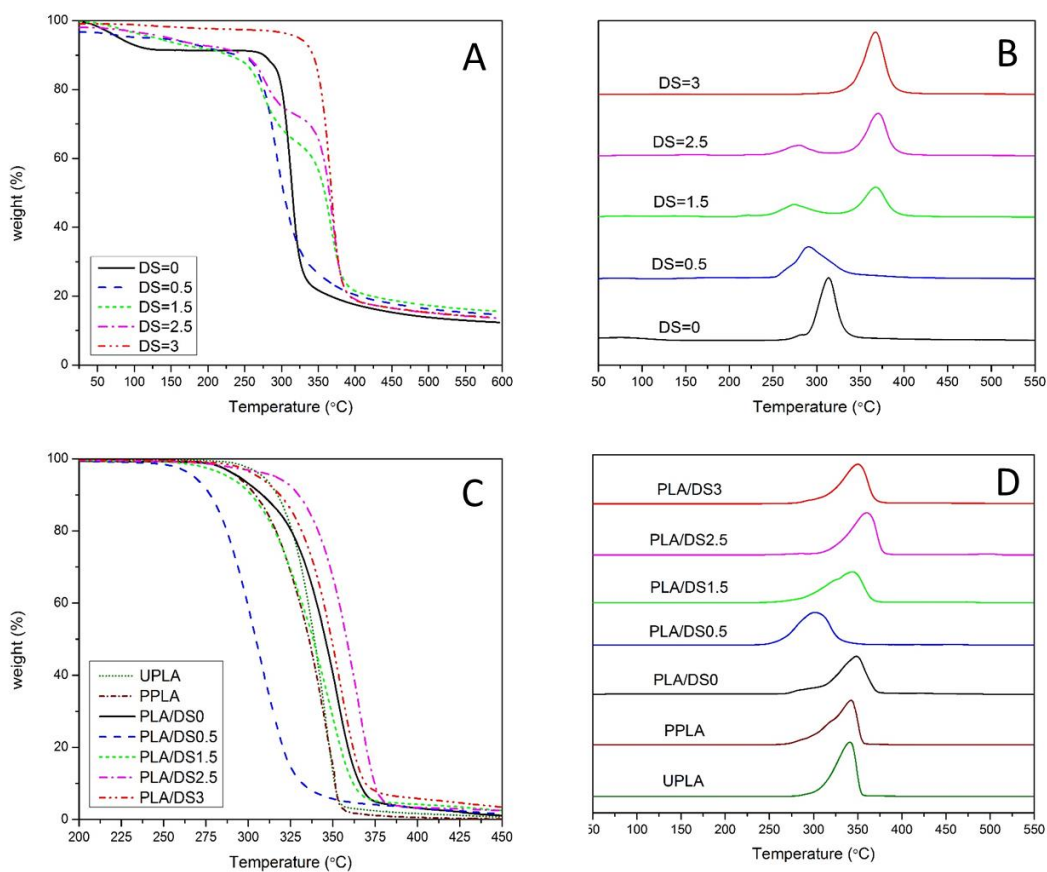 A
100
80
60
40
20
0
weight (%)
DS=0
DS=0.5
DS=1.5
DS=2.5
DS=3
50 100 150 200 250 300 350 400 450 500 550 600
Temperature (°C)
B
DS=3
DS=2.5
DS=1.5
DS=0.5
DS=0
50 100 150 200 250 300 350 400 450 500 550
Temperature (°C)
C
100
80
60
40
20
0
weight (%)
UPLA
PPLA
PLA/DS0
PLA/DS0.5
PLA/DS1.5
PLA/DS2.5
PLA/DS3
200 225 250 275 300 325 350 375 400 425 450
Temperature (°C)
D
PLA/DS3
PLA/DS2.5
PLA/DS1.5
PLA/DS0.5
PLA/DS0
PPLA
UPLA
50 100 150 200 250 300 350 400 450 500 550
Temperature (°C)